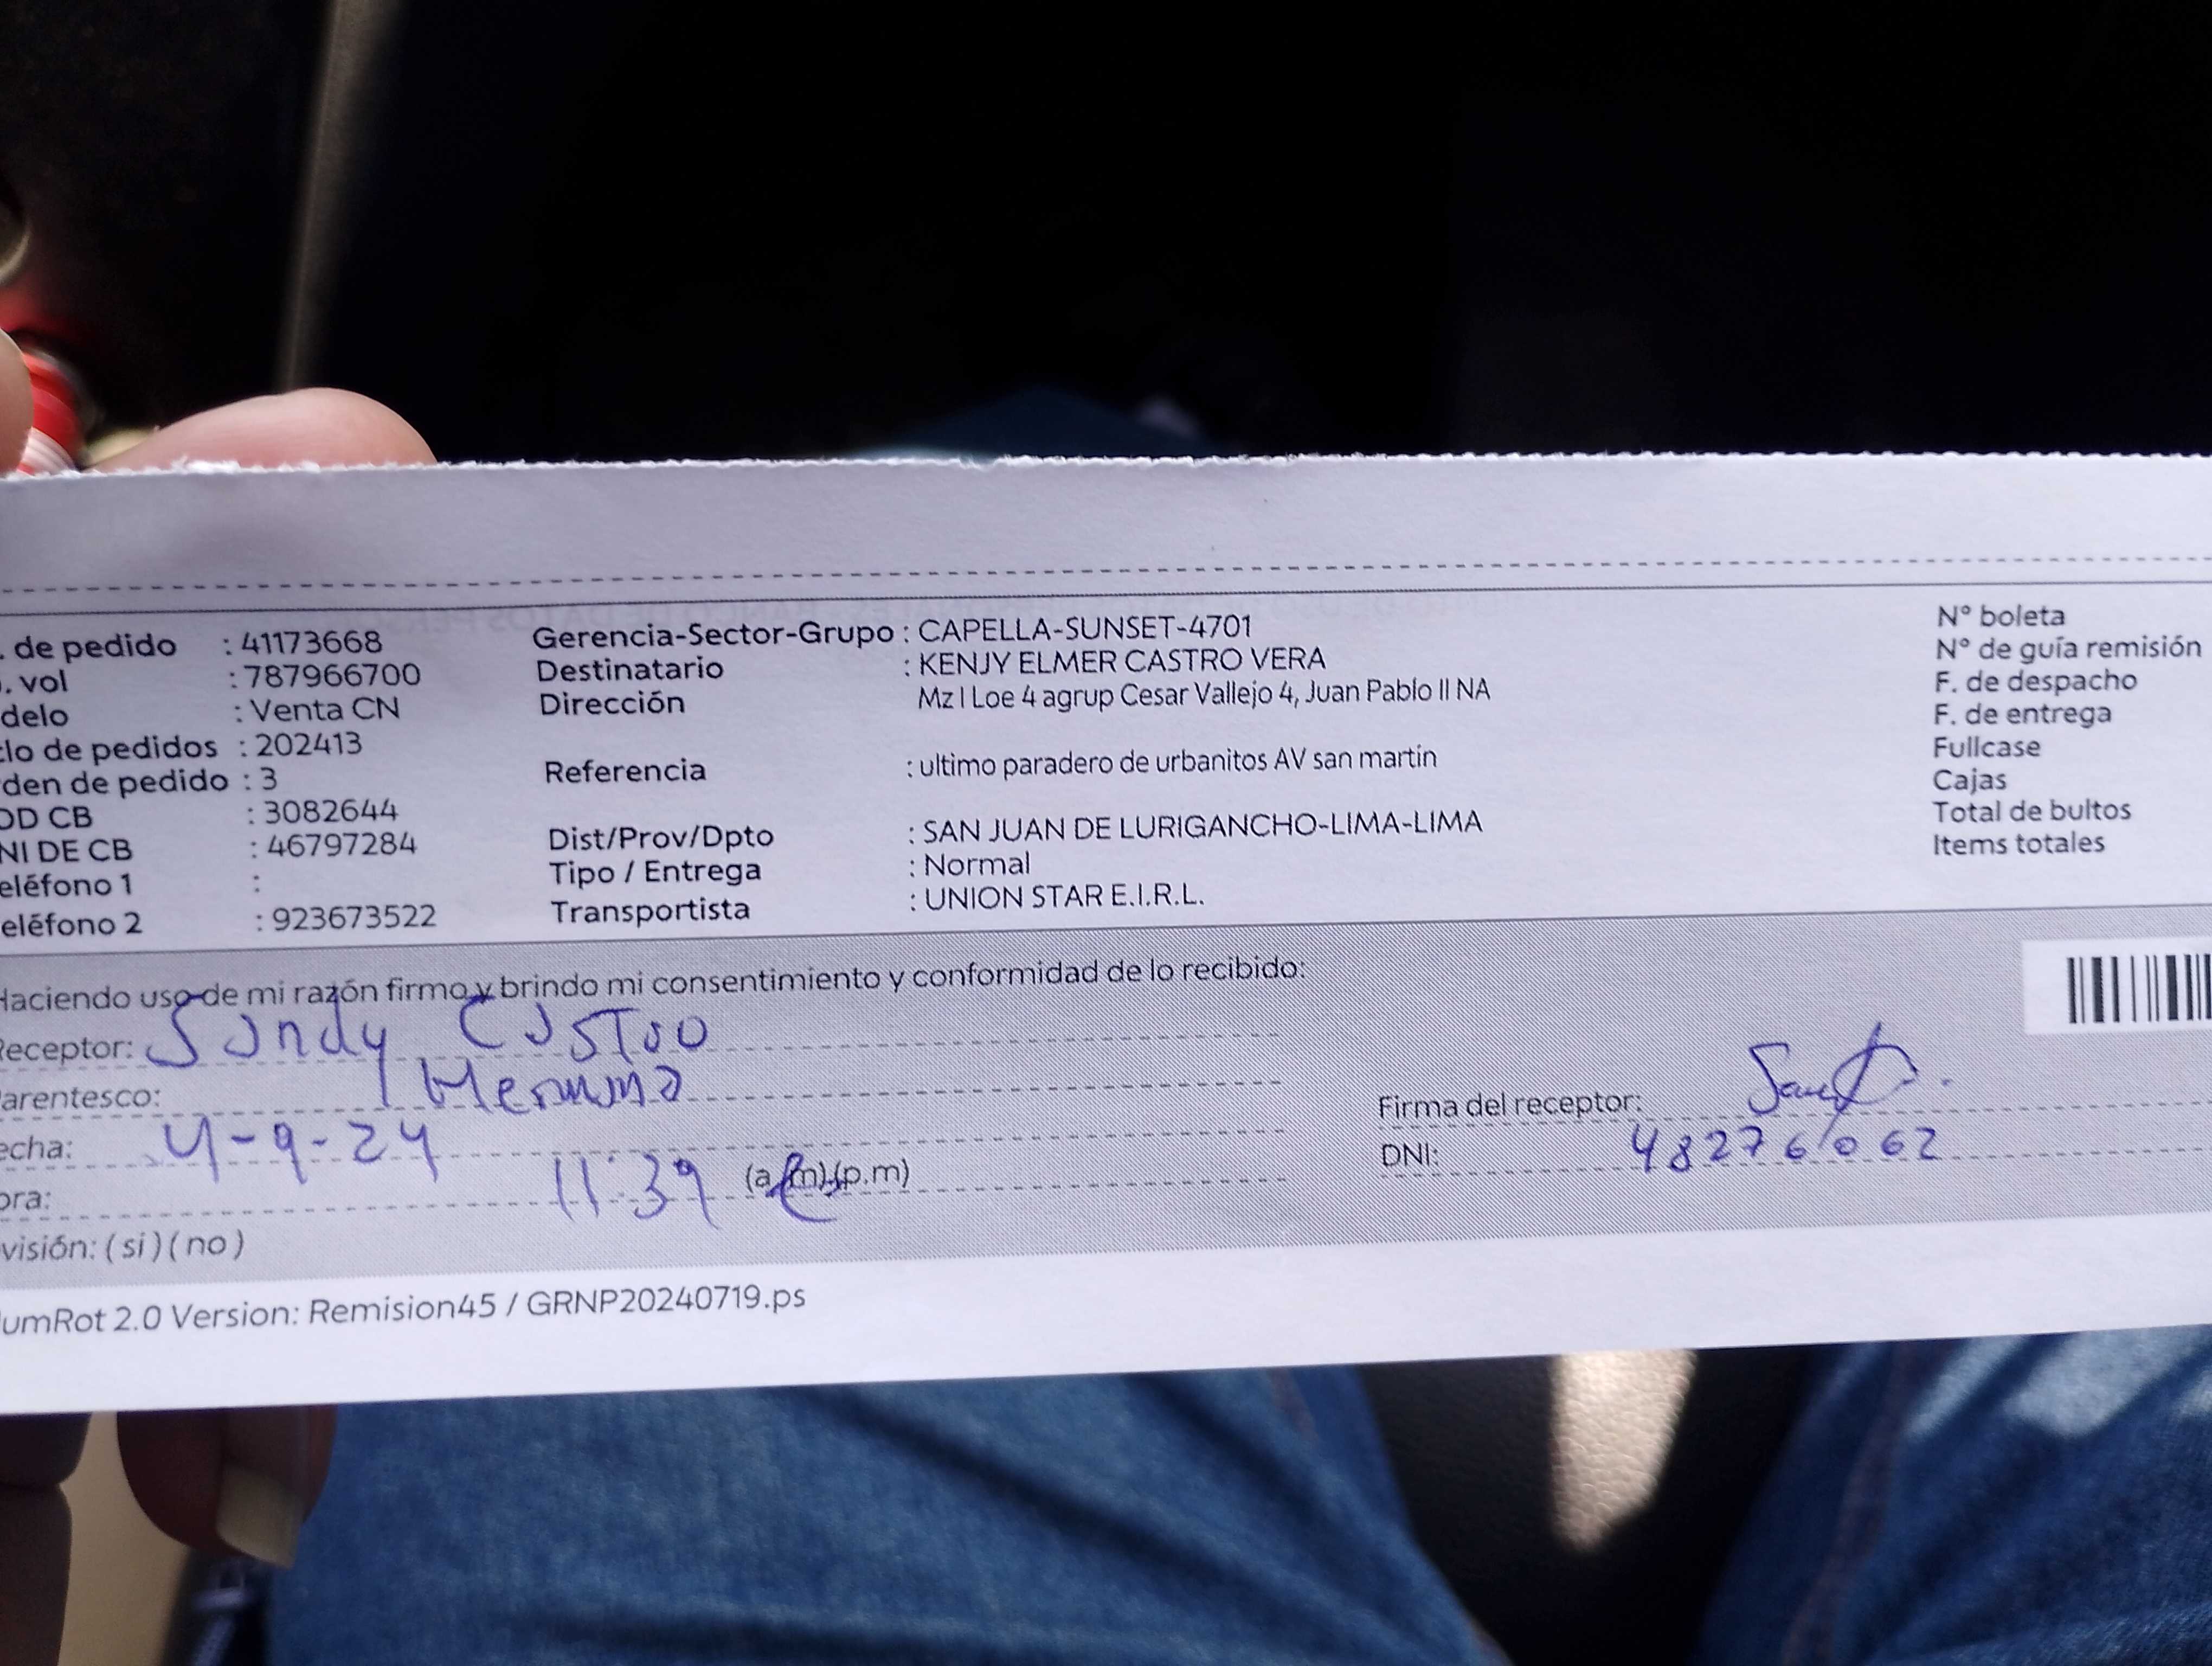 . de pedido : 41173668
. vol : 787966700
delo : Venta CN
clo de pedidos : 202413
den de pedido : 3
OD CB : 3082644
NI DE CB : 46797284
eléfono 1 :
eléfono 2 : 923673522
Gerencia-Sector-Grupo : CAPELLA-SUNSET-4701
Destinatario : KENJY ELMER CASTRO VERA
Dirección Mz I Loe 4 agrup Cesar Vallejo 4, Juan Pablo II NA
Referencia : ultimo paradero de urbanitos AV san martin
Dist/Prov/Dpto : SAN JUAN DE LURIGANCHO-LIMA-LIMA
Tipo / Entrega : Normal
Transportista : UNION STAR E.I.R.L.
N° boleta
N° de guía remisión
F. de despacho
F. de entrega
Fullcase
Cajas
Total de bultos
Items totales
Haciendo uso de mi razón firmo y brindo mi consentimiento y conformidad de lo recibido:
Receptor: Sandy Castro
arentesco: Hermana
echa: 4-9-24
ora: 11:39 (a.m) (p.m)
visión: ( si ) ( no )
Firma del receptor:
DNI: 48276062
umRot 2.0 Version: Remision45 / GRNP20240719.ps